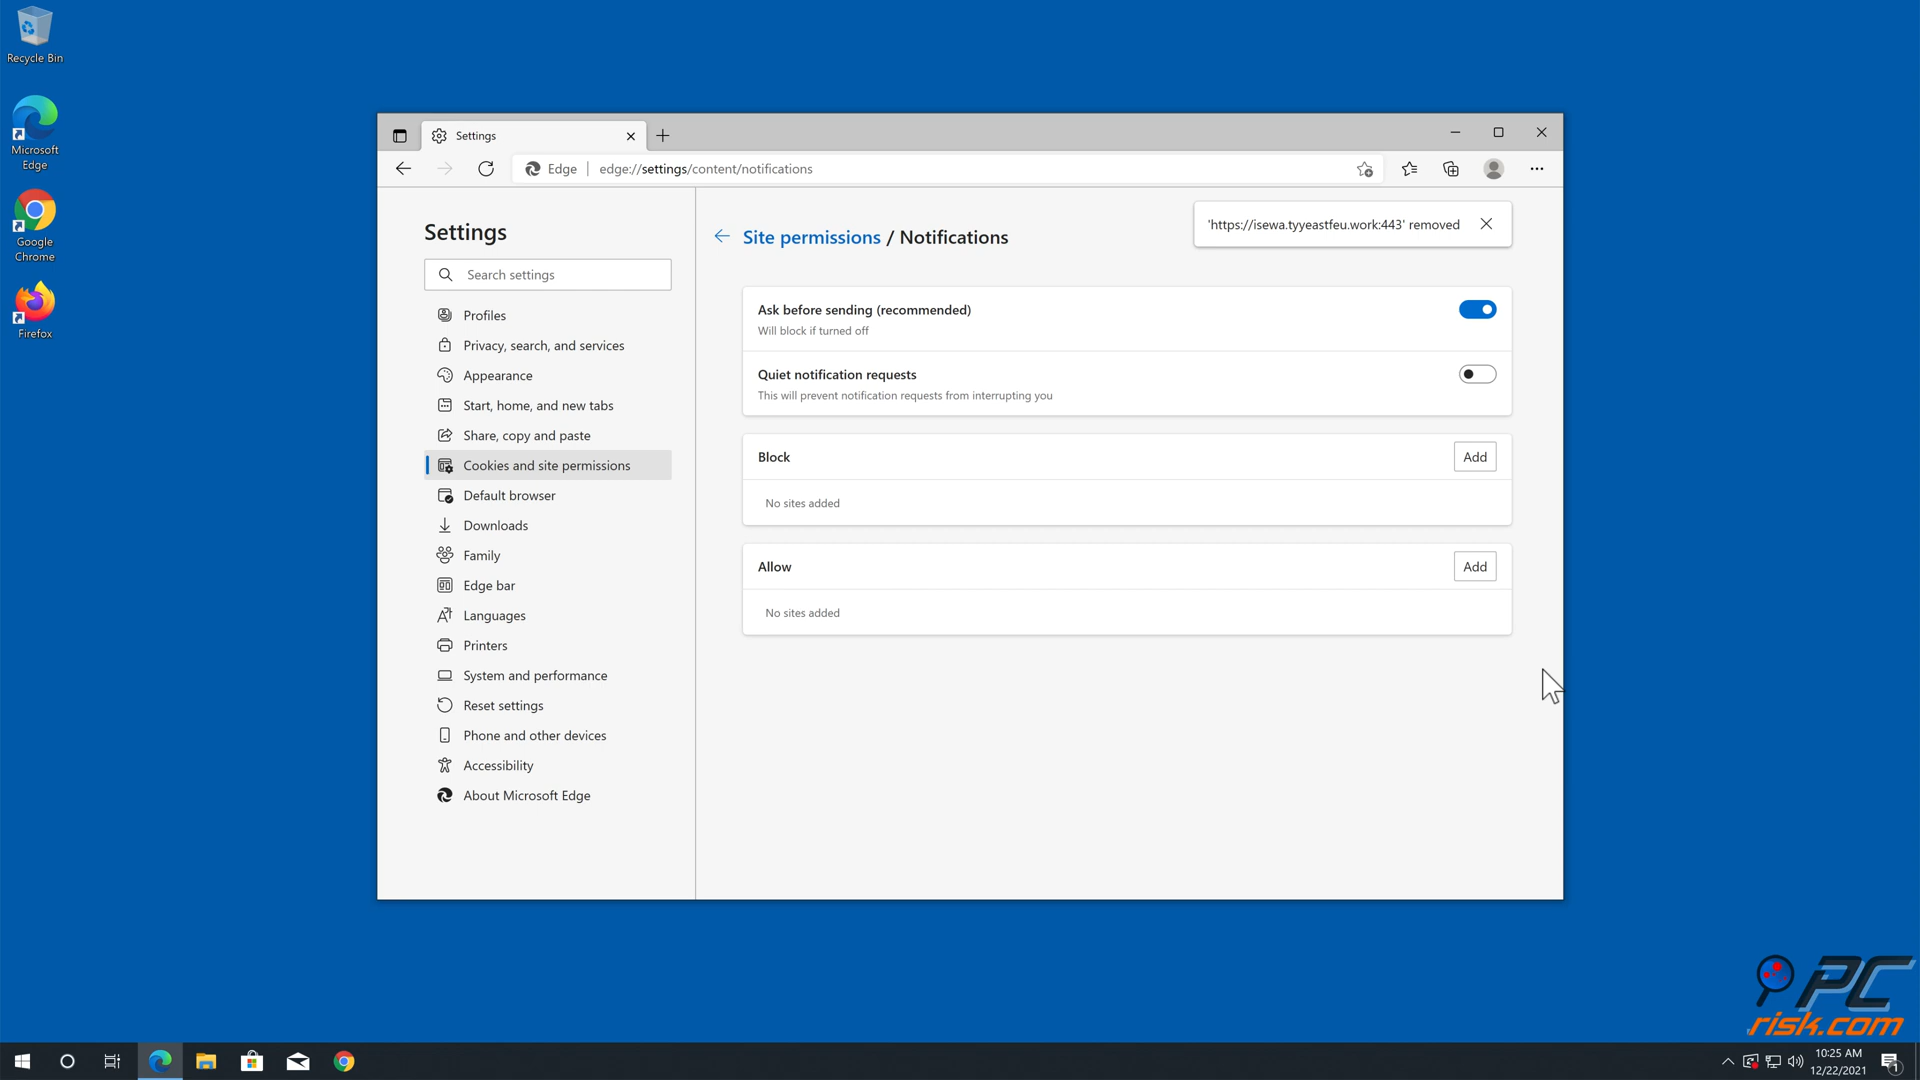 Recycle Bin
Microsoft
Edge
Google
Chrome
Firefox
Settings
Edge
edge://settings/content/notifications
'https://isewa.tyyeastfeu.work:443' removed
Settings
Search settings
Profiles
Privacy, search, and services
Appearance
Start, home, and new tabs
Share, copy and paste
Cookies and site permissions
Default browser
Downloads
Family
Edge bar
Languages
Printers
System and performance
Reset settings
Phone and other devices
Accessibility
About Microsoft Edge
Site permissions / Notifications
Ask before sending (recommended)
Will block if turned off
Quiet notification requests
This will prevent notification requests from interrupting you
Block
Add
No sites added
Allow
Add
No sites added
PC
risk.com
10:25 AM
12/22/2021
1